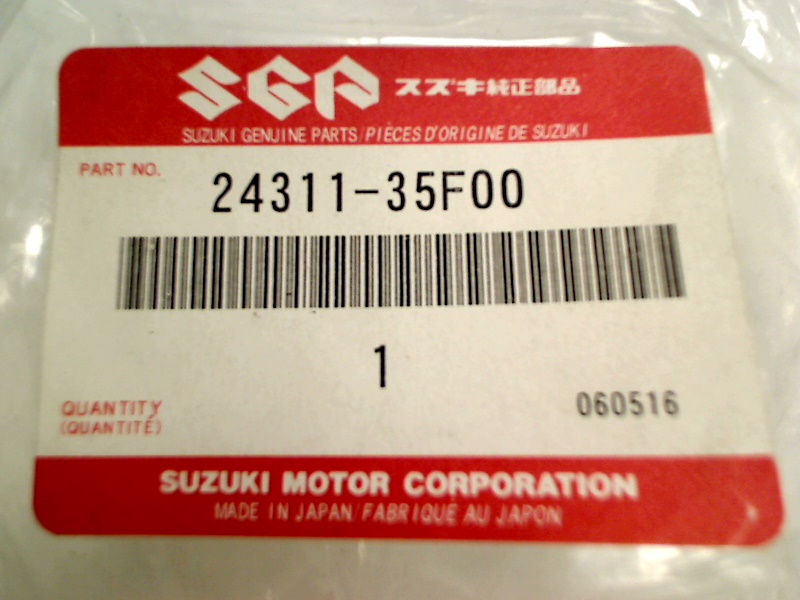 SGP スズキ純正部品
SUZUKI GENUINE PARTS/PIÈCES D'ORIGINE DE SUZUKI
PART NO. 24311-35F00
1
QUANTITY 060516
(QUANTITÉ)
SUZUKI MOTOR CORPORATION
MADE IN JAPAN/FABRIQUE AU JAPON